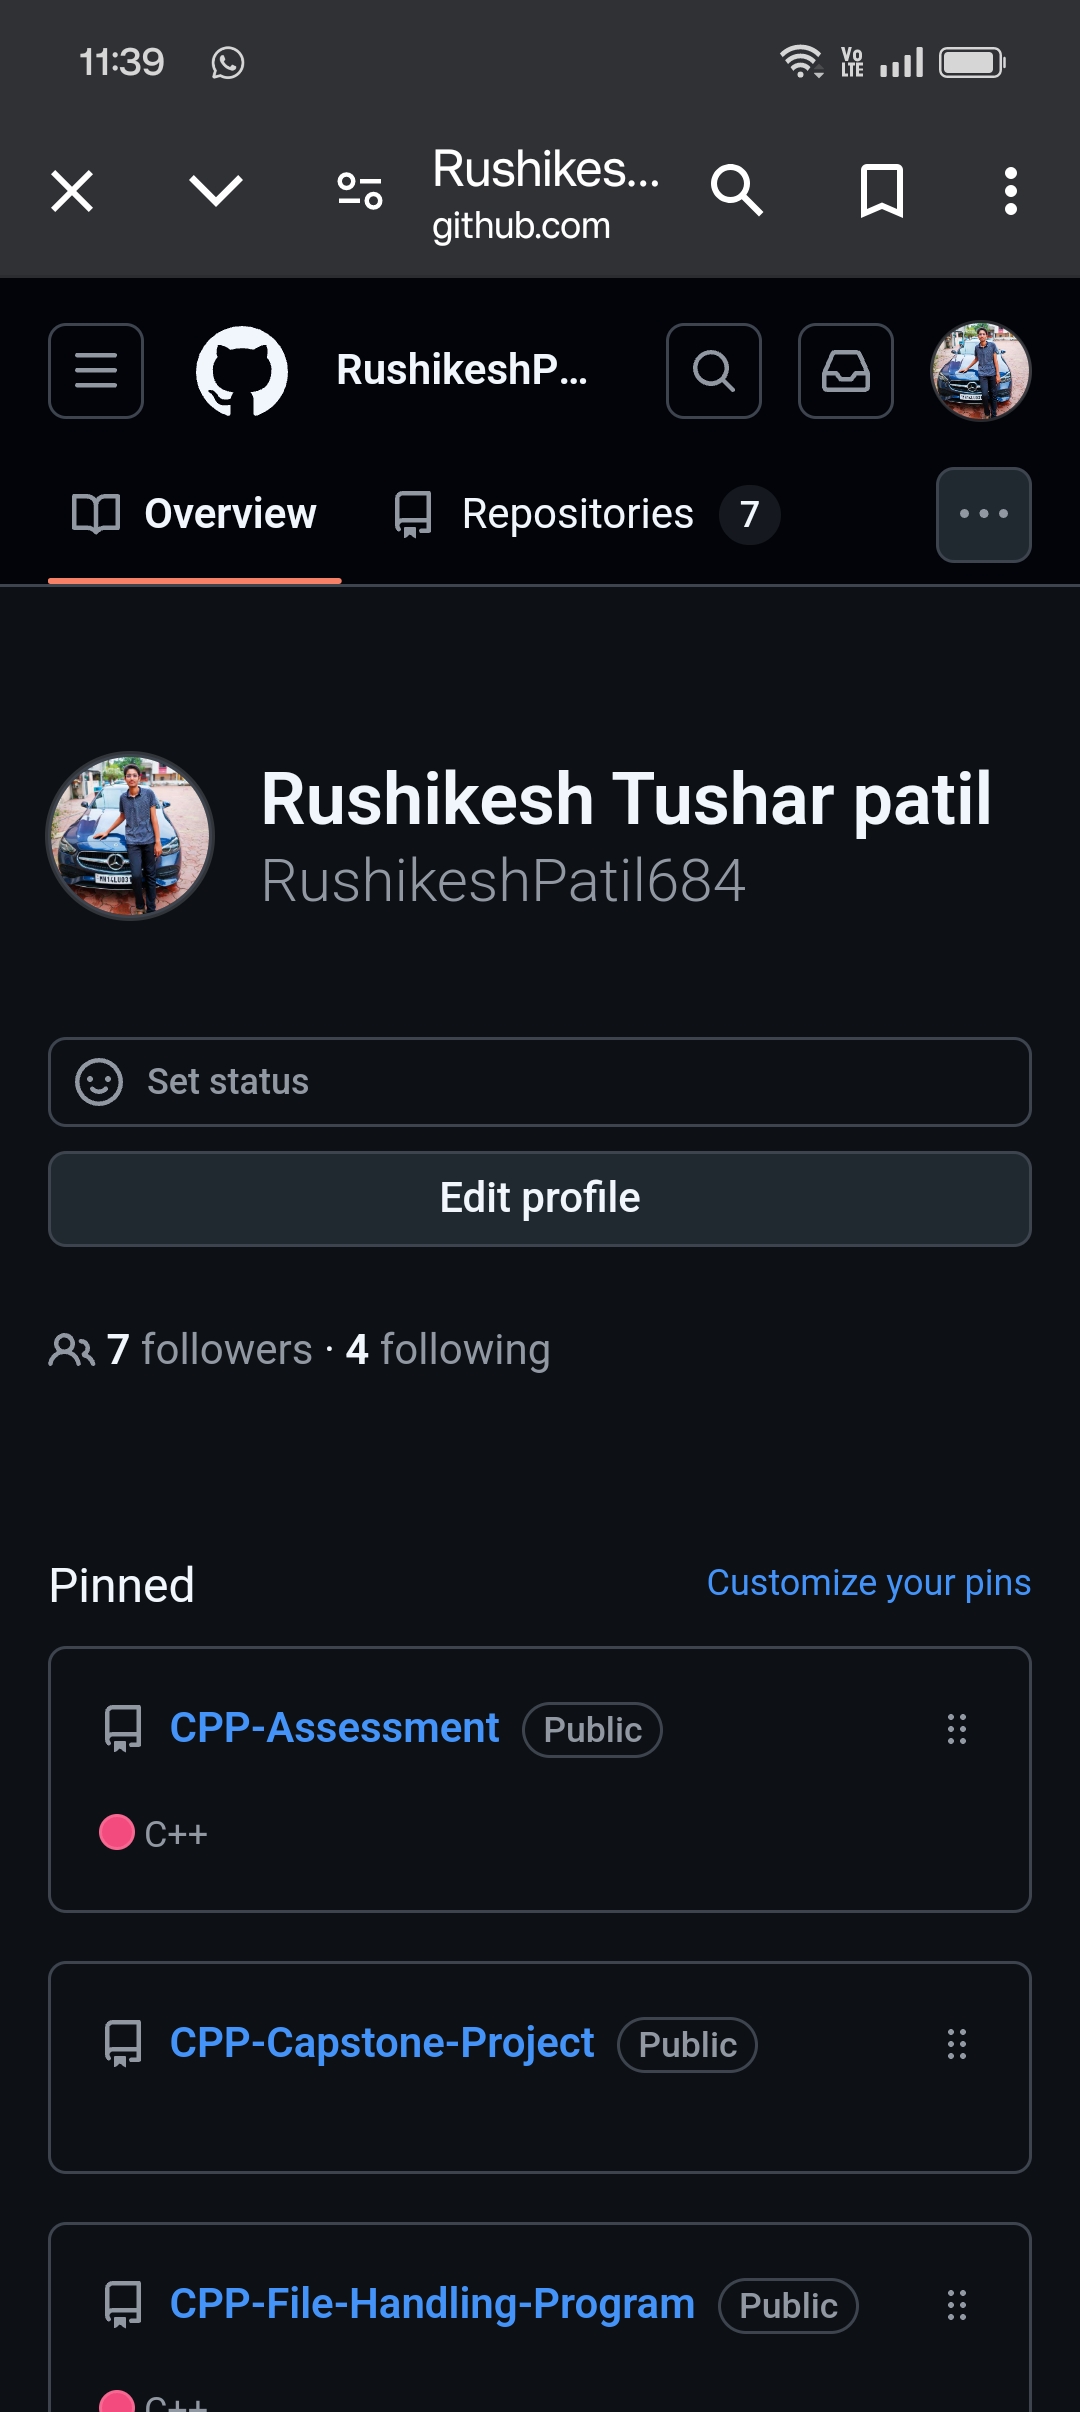 11:39 Vo LTE
Rushikes...
github.com
RushikeshP...
Overview Repositories 7
Rushikesh Tushar patil
RushikeshPatil684
Set status
Edit profile
7 followers · 4 following
Pinned Customize your pins
CPP-Assessment Public
C++
CPP-Capstone-Project Public
CPP-File-Handling-Program Public
C++